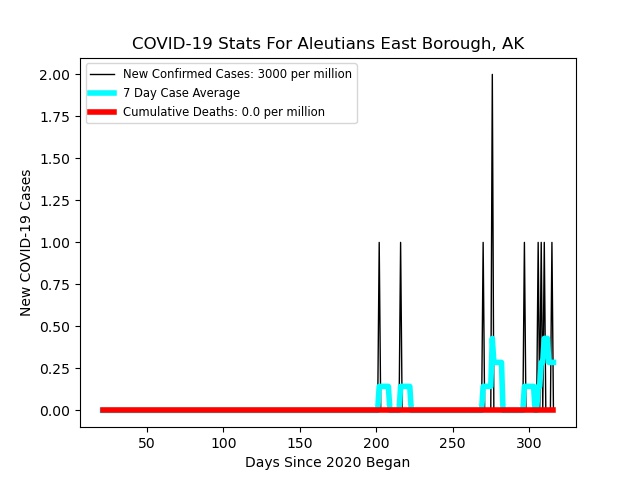 COVID-19 Stats For Aleutians East Borough, AK
New Confirmed Cases: 3000 per million
7 Day Case Average
Cumulative Deaths: 0.0 per million
New COVID-19 Cases
2.00
1.75
1.50
1.25
1.00
0.75
0.50
0.25
0.00
50 100 150 200 250 300
Days Since 2020 Began